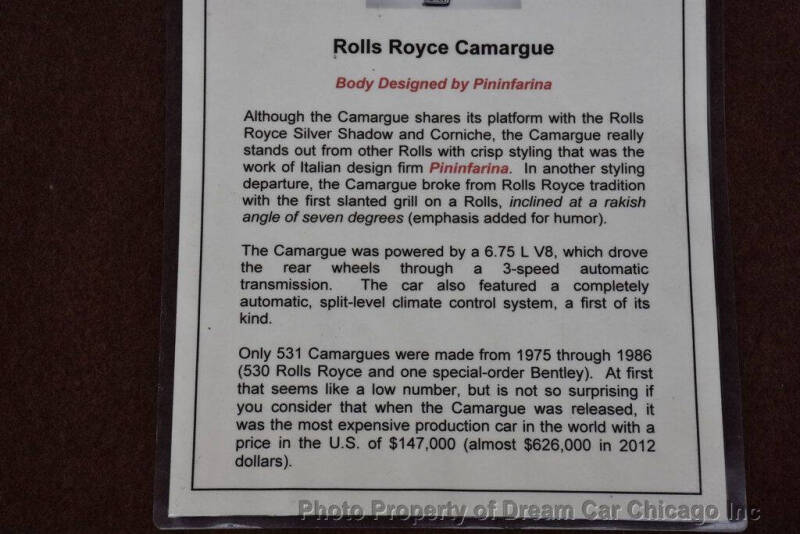 Rolls Royce Camargue
Body Designed by Pininfarina
Although the Camargue shares its platform with the Rolls
Royce Silver Shadow and Corniche, the Camargue really
stands out from other Rolls with crisp styling that was the
work of Italian design firm Pininfarina. In another styling
departure, the Camargue broke from Rolls Royce tradition
with the first slanted grill on a Rolls, inclined at a rakish
angle of seven degrees (emphasis added for humor).
The Camargue was powered by a 6.75 L V8, which drove
the rear wheels through a 3-speed automatic
transmission. The car also featured a completely
automatic, split-level climate control system, a first of its
kind.
Only 531 Camargues were made from 1975 through 1986
(530 Rolls Royce and one special-order Bentley). At first
that seems like a low number, but is not so surprising if
you consider that when the Camargue was released, it
was the most expensive production car in the world with a
price in the U.S. of $147,000 (almost $626,000 in 2012
dollars).
Photo Property of Dream Car Chicago Inc